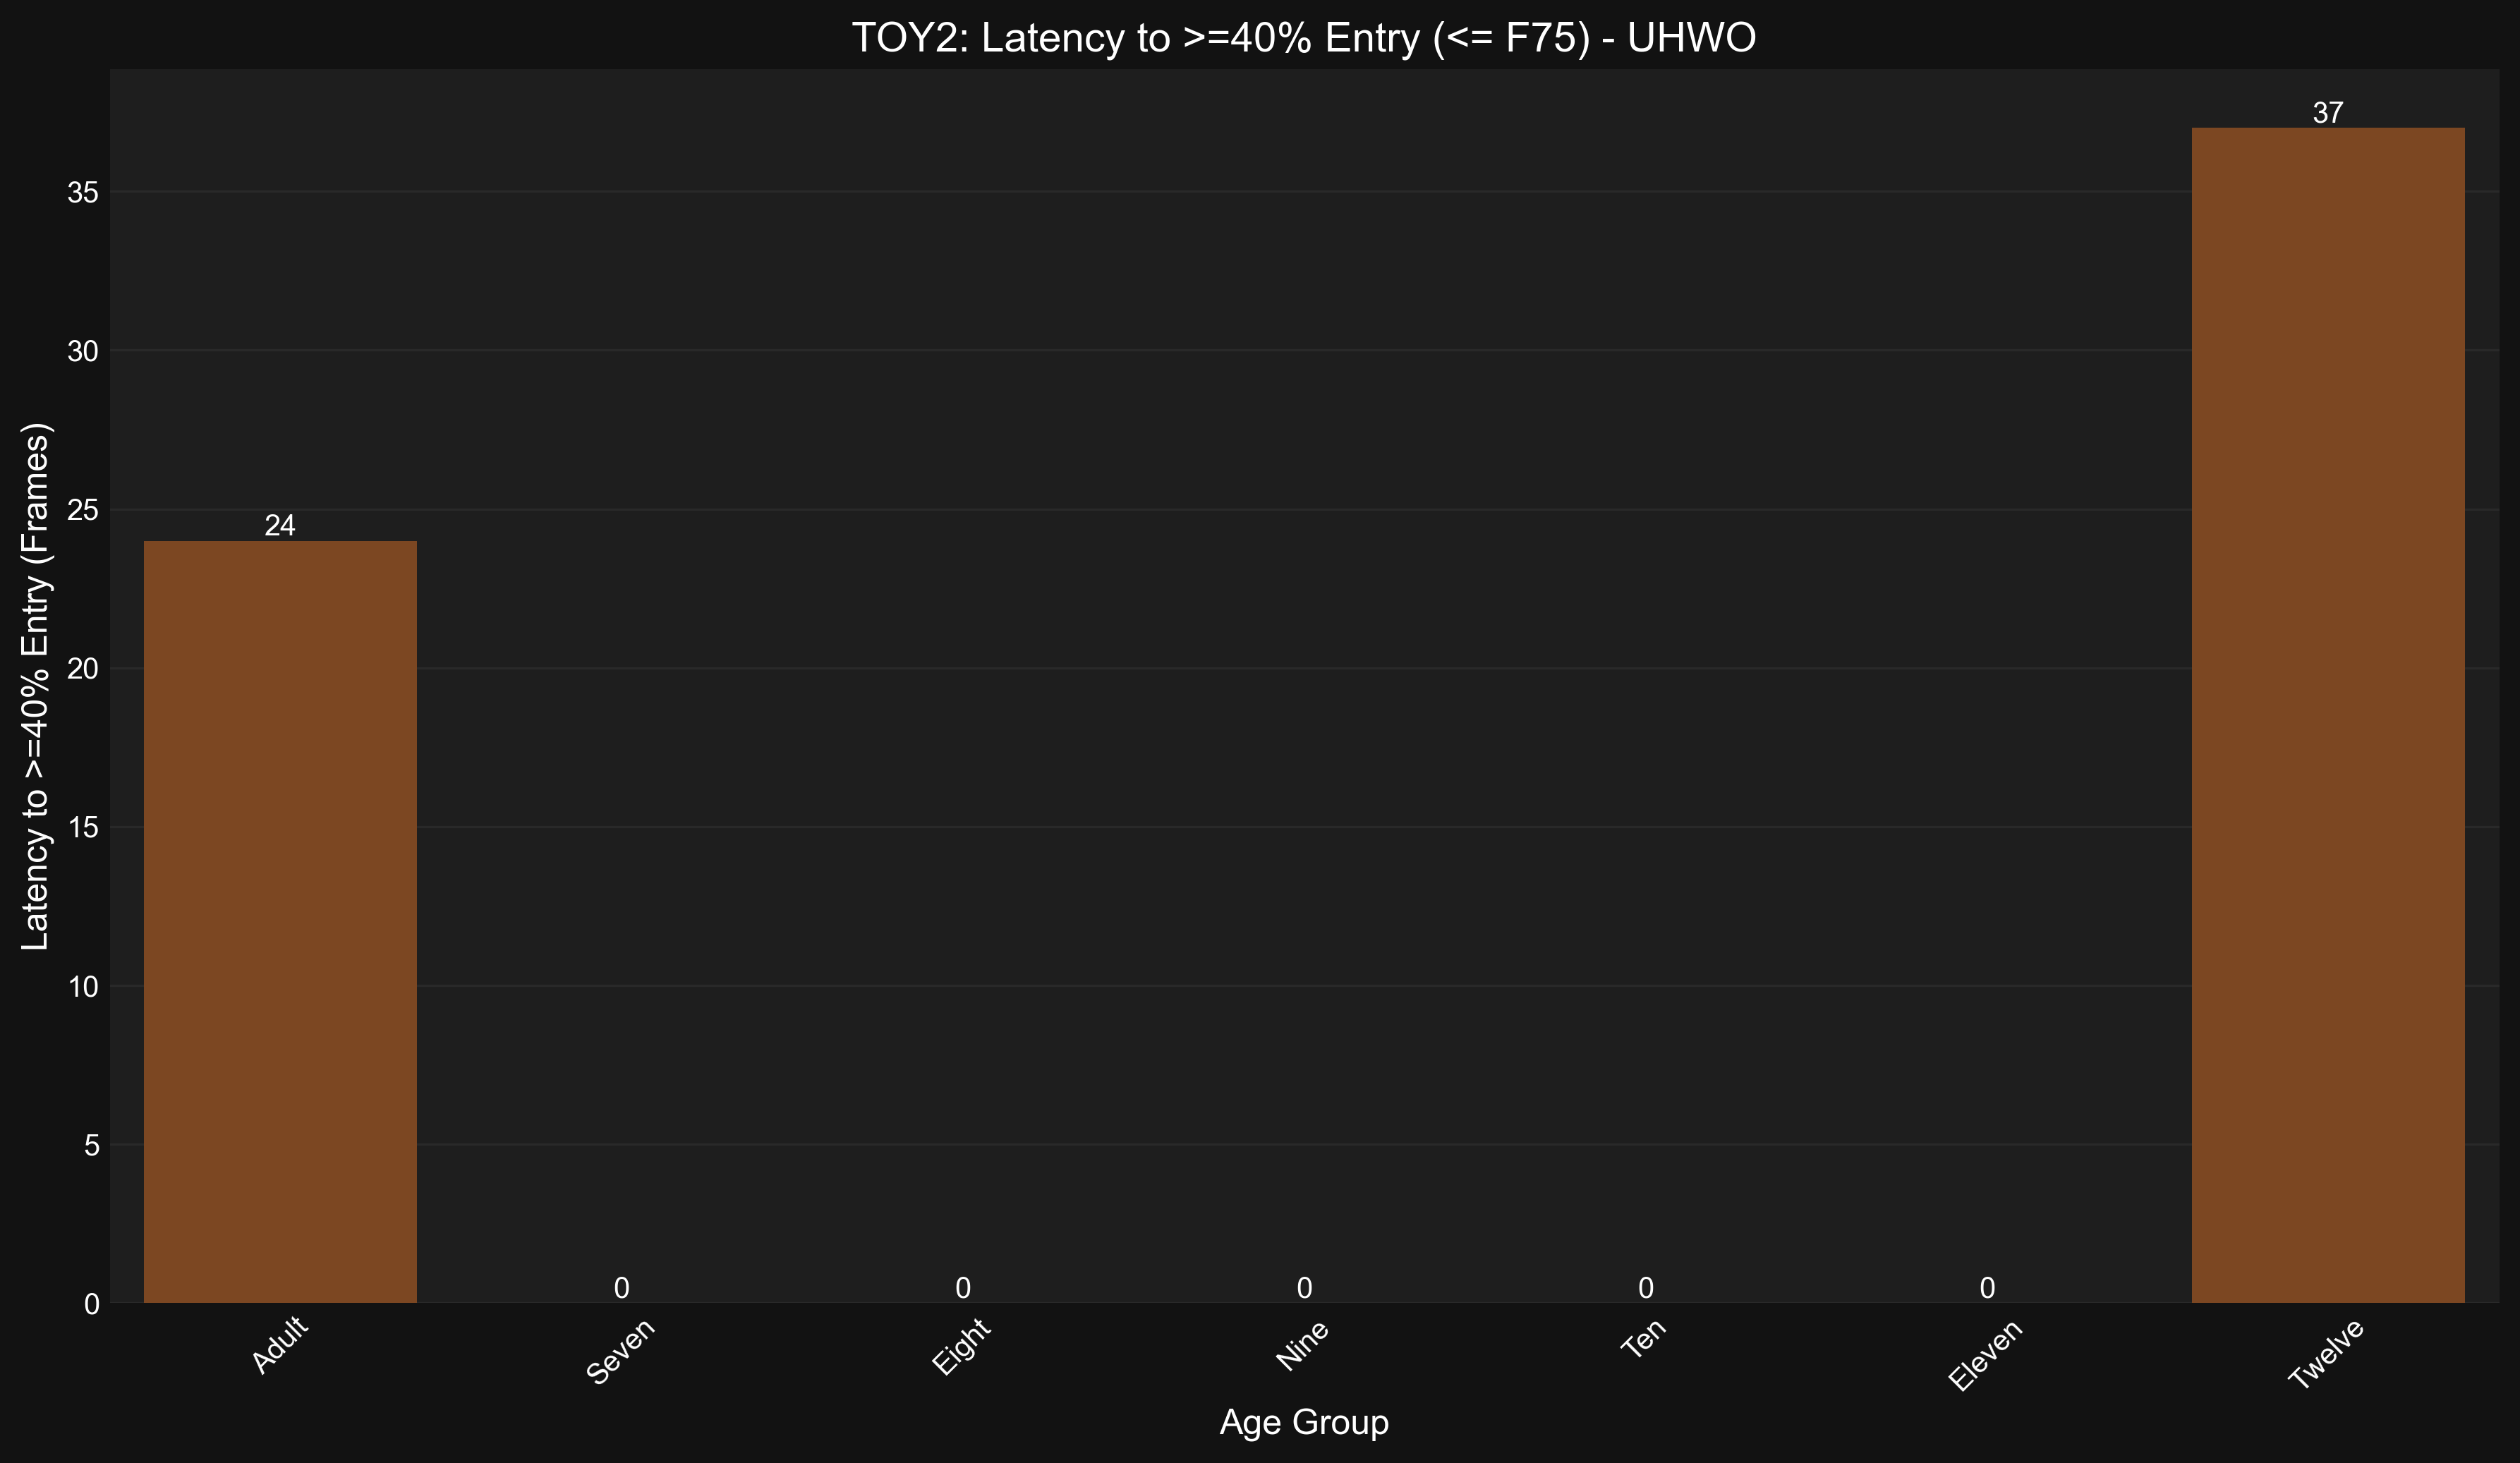 TOY2: Latency to >=40% Entry (<= F75) - UHWO
Latency to >=40% Entry (Frames)
35
30
25
20
15
10
5
0
24
0
0
0
0
0
37
Adult
Seven
Eight
Nine
Ten
Eleven
Twelve
Age Group